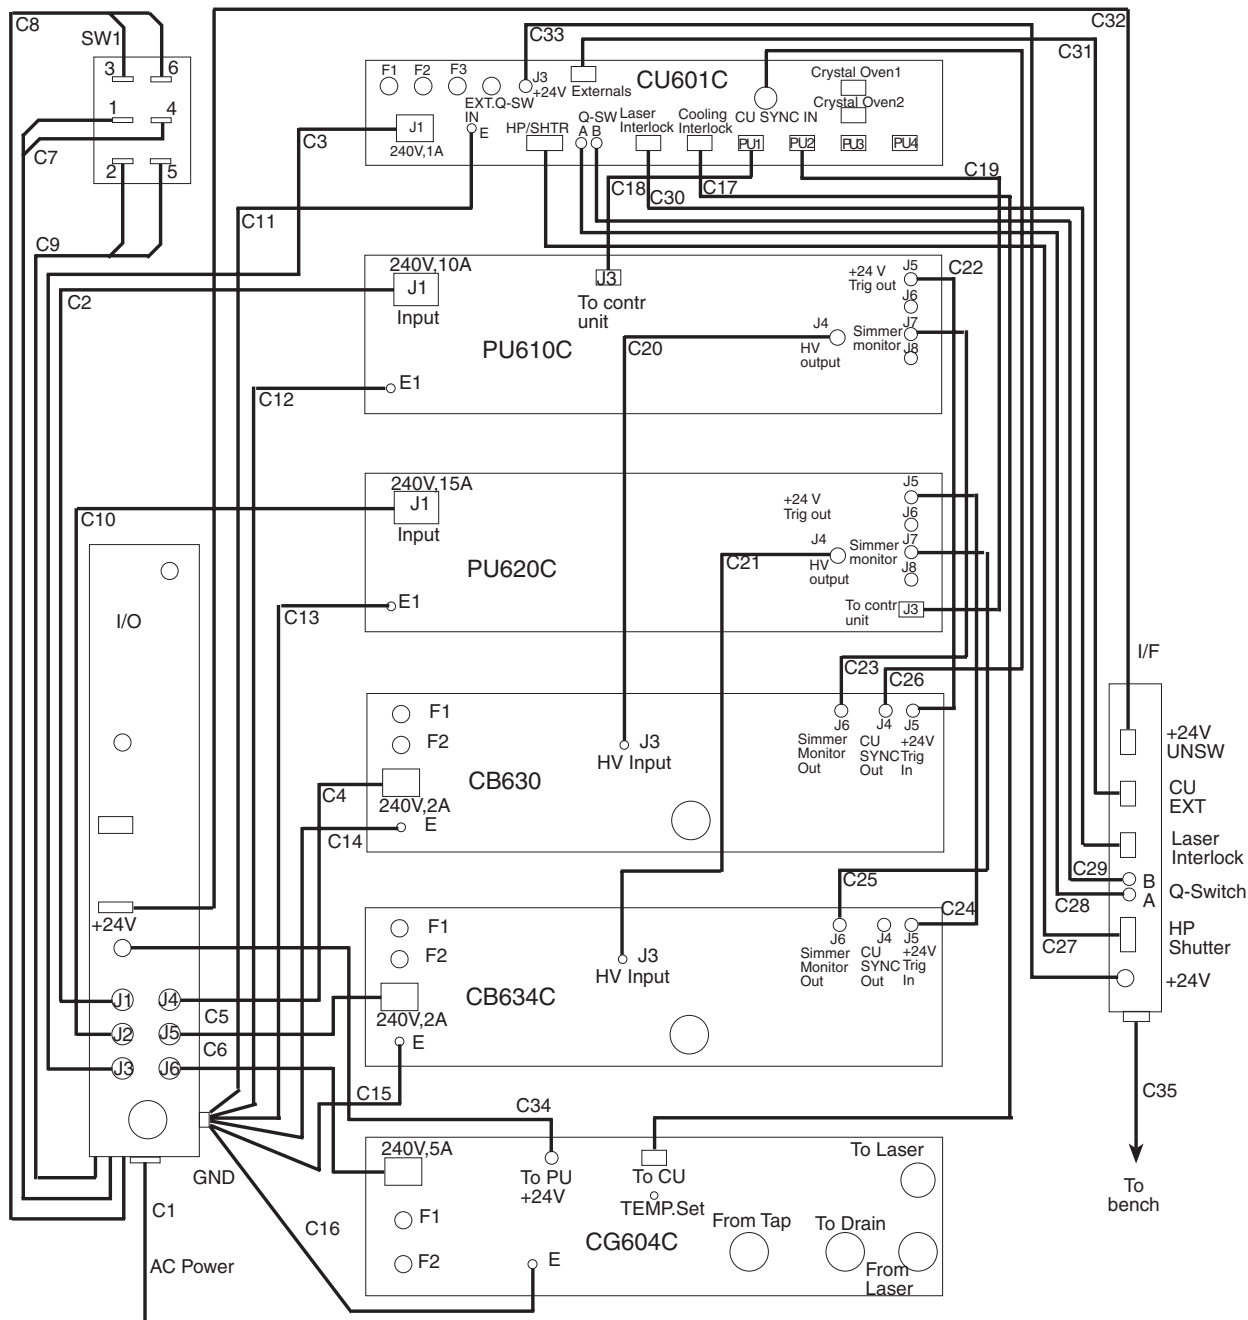 C8
SW1
3
6
1
4
C7
2
5
C9
C3
C11
C2
C10
C12
C13
C33
C32
C31
F1
F2
F3
J3
+24V
Externals
CU601C
Crystal Oven1
Crystal Oven2
EXT.Q-SW
IN
E
J1
240V,1A
HP/SHTR
Q-SW
A
B
Laser
Interlock
Cooling
Interlock
CU SYNC IN
PU1
PU2
PU3
PU4
C18
C30
C17
C19
240V,10A
J1
Input
J3
To contr
unit
PU610C
E1
C20
J4
HV
output
+24 V
Trig out
Simmer
monitor
J5
J6
J7
J8
C22
240V,15A
J1
Input
PU620C
E1
C21
J4
HV
output
+24 V
Trig out
Simmer
monitor
J5
J6
J7
J8
To contr
unit
J3
C23
C26
F1
F2
CB630
240V,2A
E
J3
HV Input
J6
Simmer
Monitor
Out
J4
CU
SYNC
Out
J5
+24V
Trig
In
C4
C14
C25
C24
F1
F2
CB634C
240V,2A
E
J3
HV Input
J6
Simmer
Monitor
Out
J4
CU
SYNC
Out
J5
+24V
Trig
In
I/O
+24V
J1
J4
J2
J5
J3
J6
C5
C6
C15
C34
GND
C1
AC Power
C16
240V,5A
F1
F2
To PU
+24V
E
To CU
TEMP.Set
CG604C
From Tap
To Drain
To Laser
From
Laser
I/F
+24V
UNSW
CU
EXT
Laser
Interlock
C29
B
A
Q-Switch
C28
C27
HP
Shutter
+24V
C35
To
bench